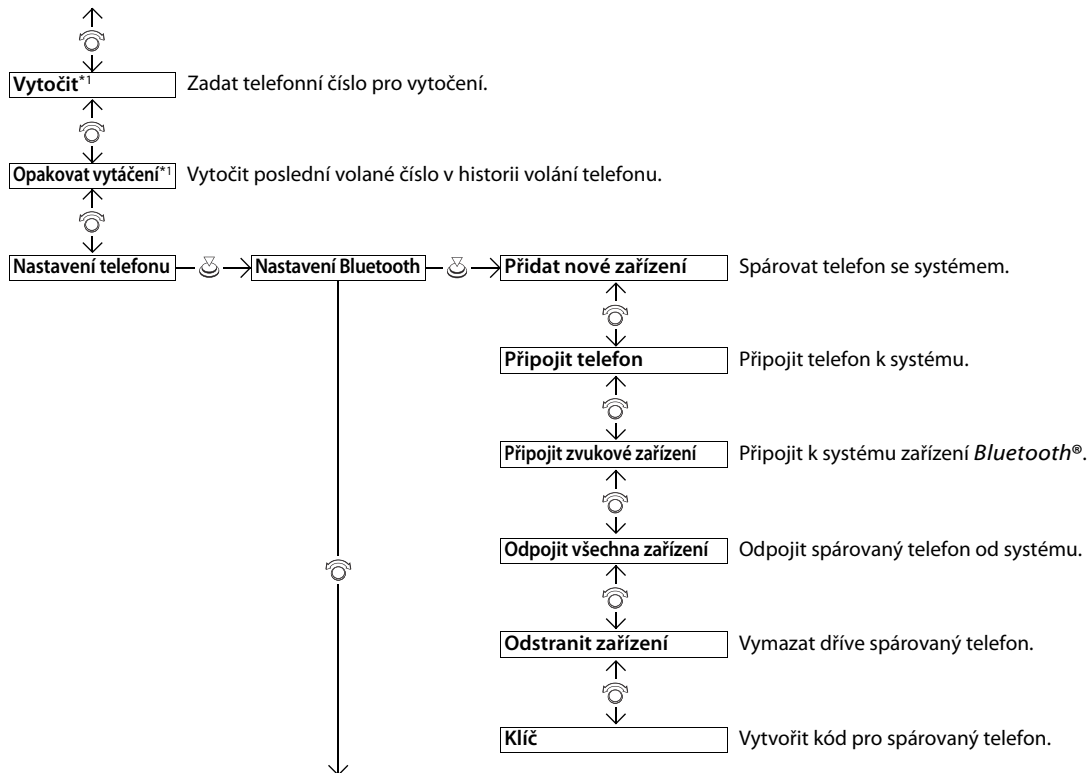 Vytočit*1 Zadat telefonní číslo pro vytočení.
Opakovat vytáčení*1 Vytočit poslední volané číslo v historii volání telefonu.
Nastavení telefonu Nastavení Bluetooth Přidat nové zařízení Spárovat telefon se systémem.
Připojit telefon Připojit telefon k systému.
Připojit zvukové zařízení Připojit k systému zařízení Bluetooth®.
Odpojit všechna zařízení Odpojit spárovaný telefon od systému.
Odstranit zařízení Vymazat dříve spárovaný telefon.
Klíč Vytvořit kód pro spárovaný telefon.